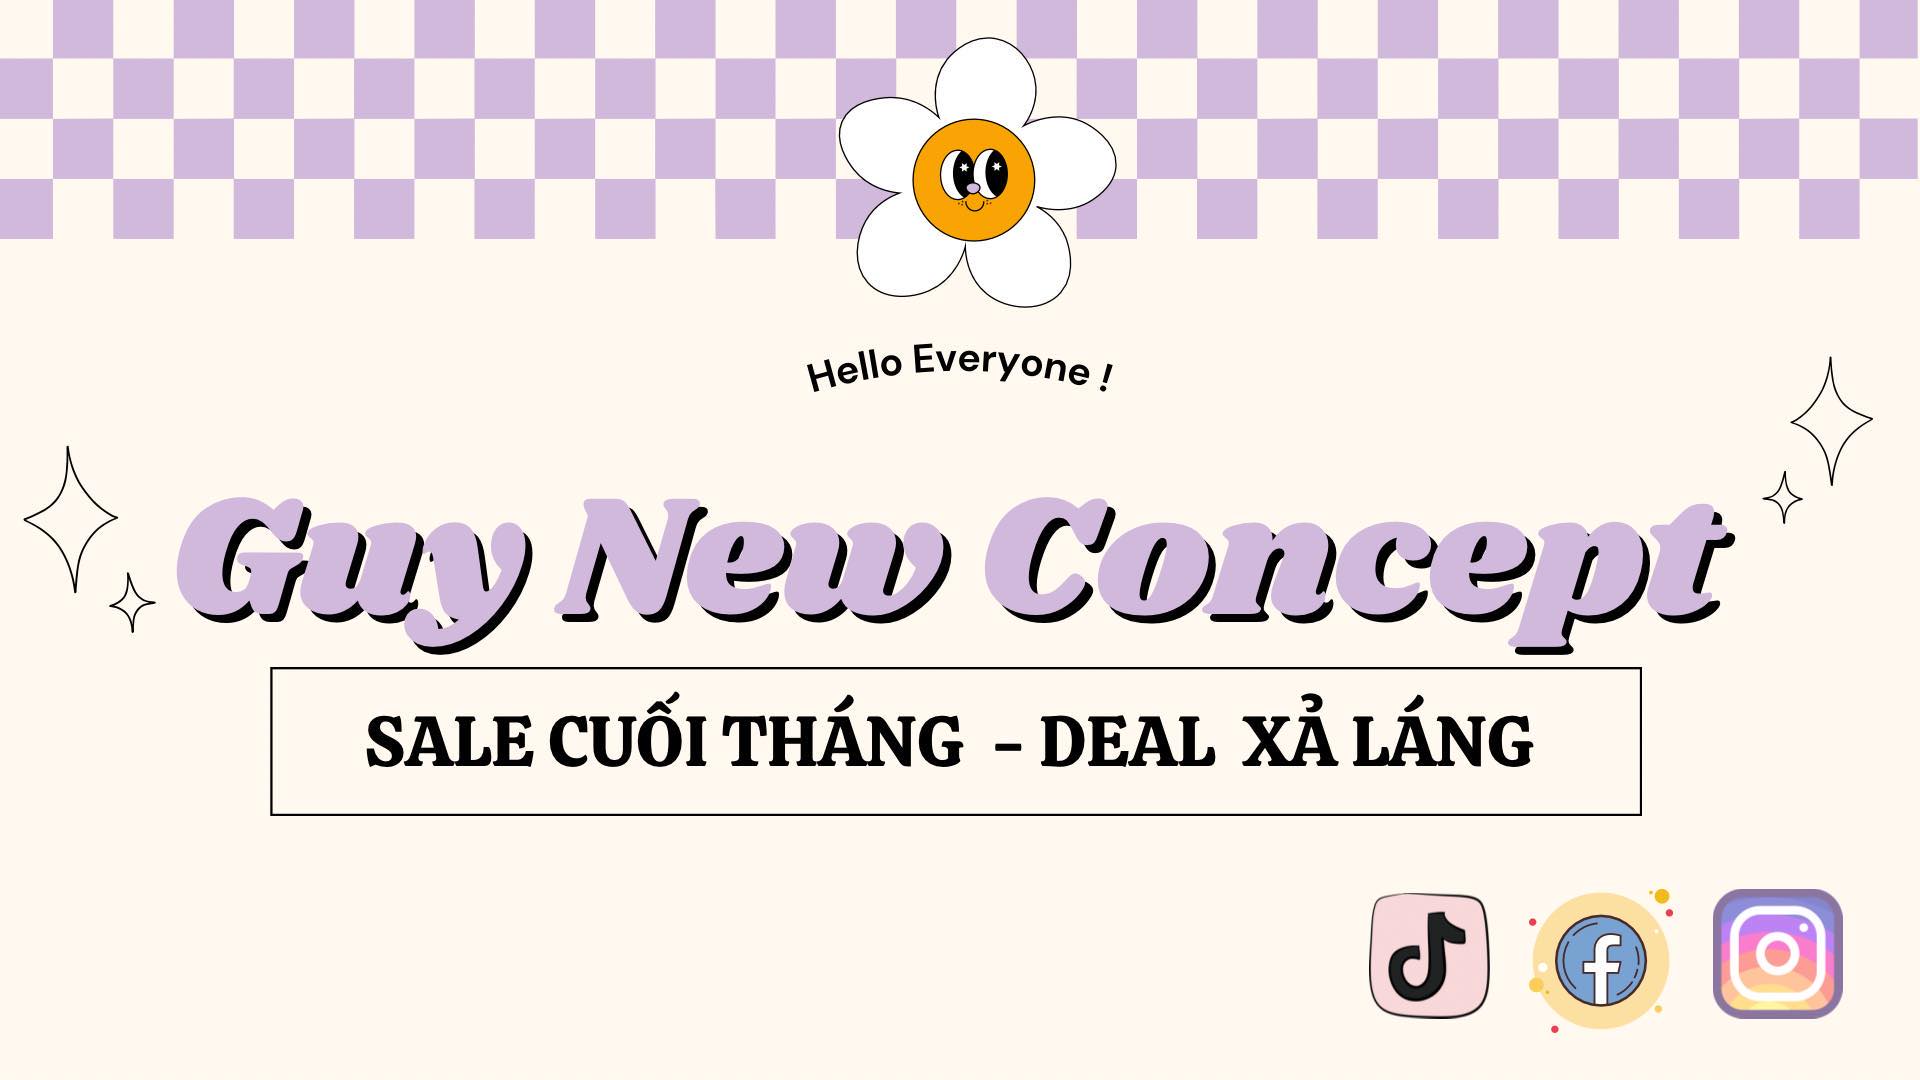 Hello Everyone !
Guy New Concept
SALE CUỐI THÁNG - DEAL XẢ LÁNG